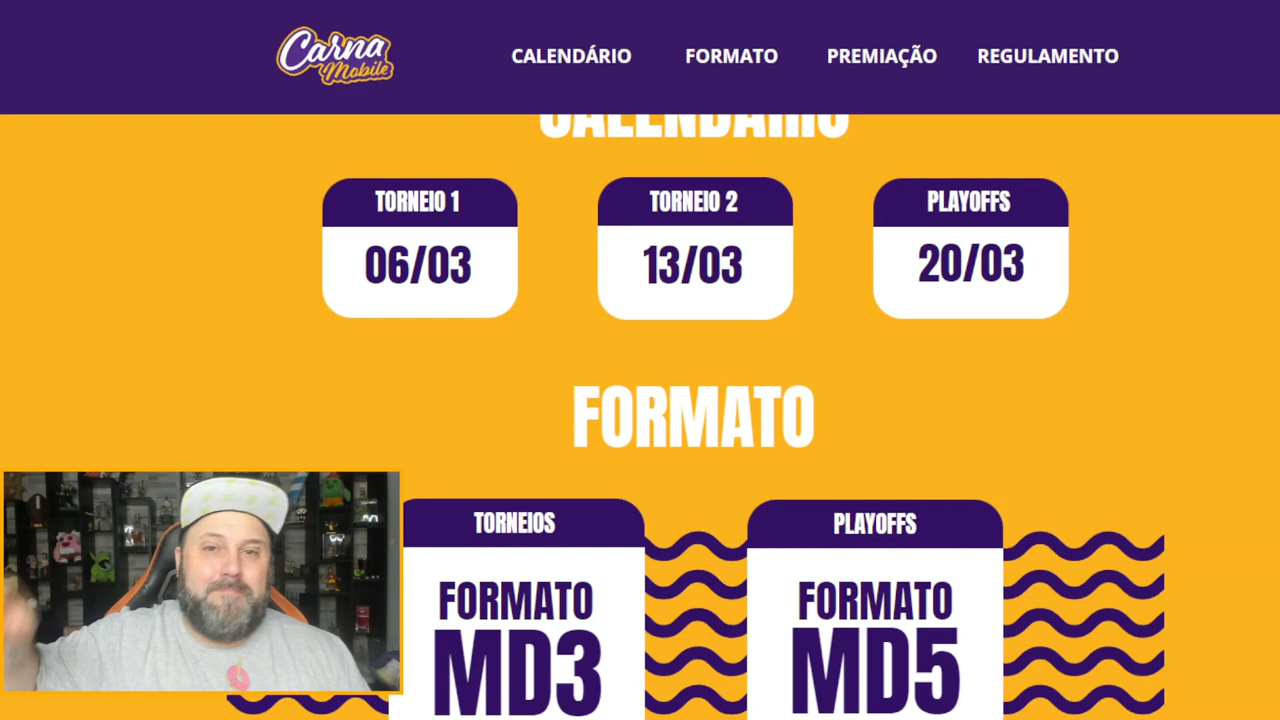 Carna
Mobile
CALENDÁRIO
FORMATO
PREMIAÇÃO
REGULAMENTO
CALENDÁRIO
TORNEIO 1
06/03
TORNEIO 2
13/03
PLAYOFFS
20/03
FORMATO
TORNEIOS
FORMATO
MD3
PLAYOFFS
FORMATO
MD5